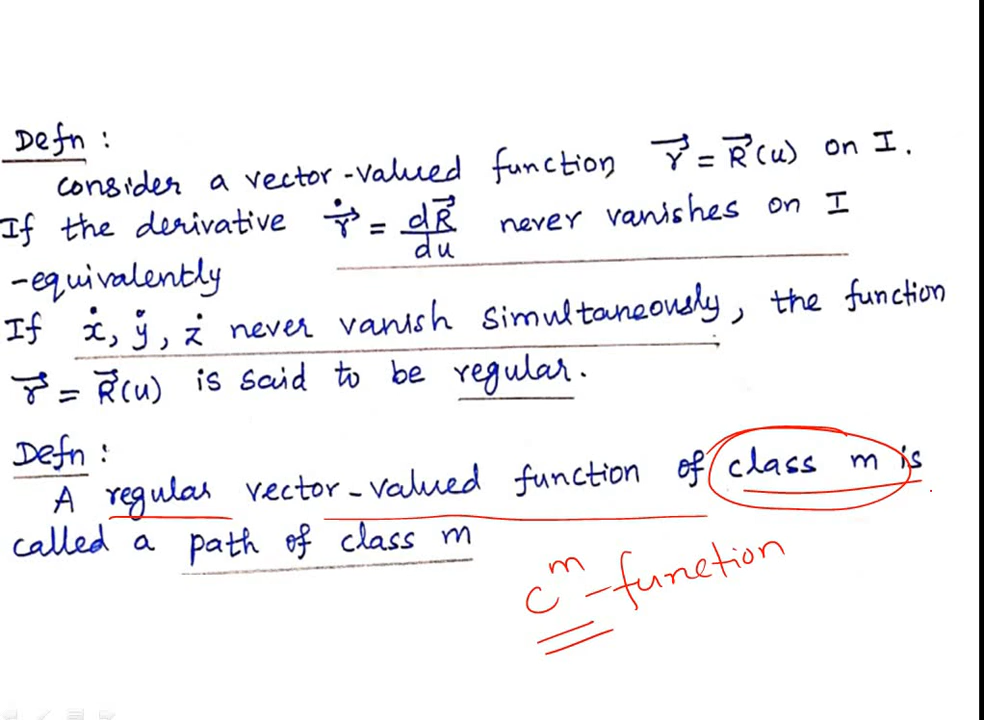 Defn :
consider a vector-valued function r⃗ = R⃗(u) on I.
If the derivative ṙ⃗ = dR⃗/du never vanishes on I
-equivalently
If ẋ, ẏ, ż never vanish simultaneously, the function
r⃗ = R⃗(u) is said to be regular.
Defn :
A regular vector-valued function of class m is
called a path of class m
C^m-function